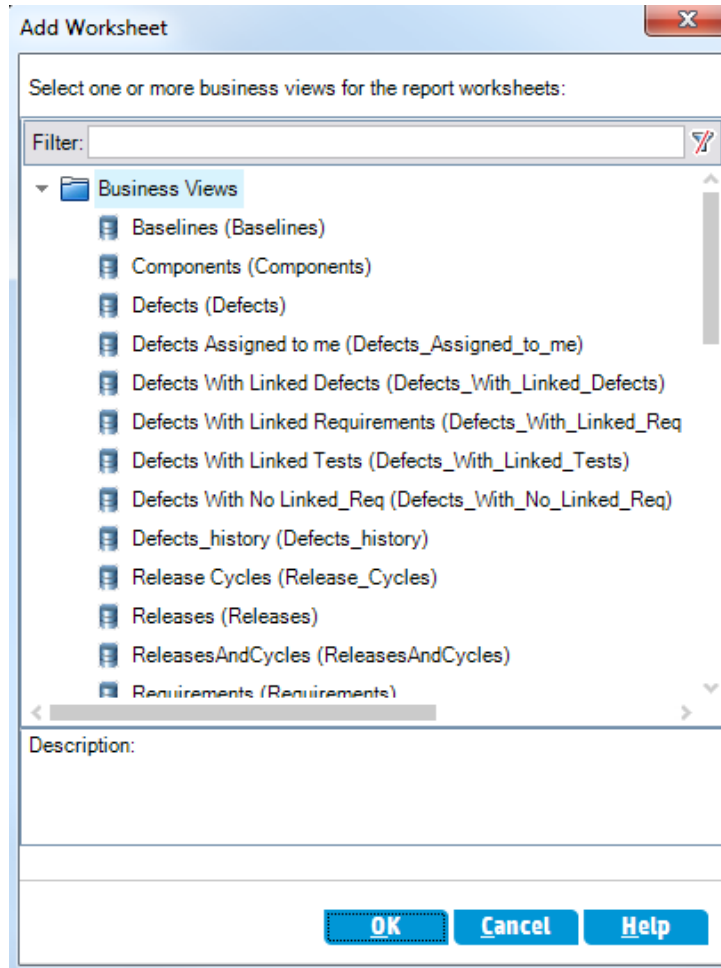 Add Worksheet
Select one or more business views for the report worksheets:
Filter:
Business Views
Baselines (Baselines)
Components (Components)
Defects (Defects)
Defects Assigned to me (Defects_Assigned_to_me)
Defects With Linked Defects (Defects_With_Linked_Defects)
Defects With Linked Requirements (Defects_With_Linked_Req
Defects With Linked Tests (Defects_With_Linked_Tests)
Defects With No Linked_Req (Defects_With_No_Linked_Req)
Defects_history (Defects_history)
Release Cycles (Release_Cycles)
Releases (Releases)
ReleasesAndCycles (ReleasesAndCycles)
Requirements (Requirements)
Description:
OK Cancel Help